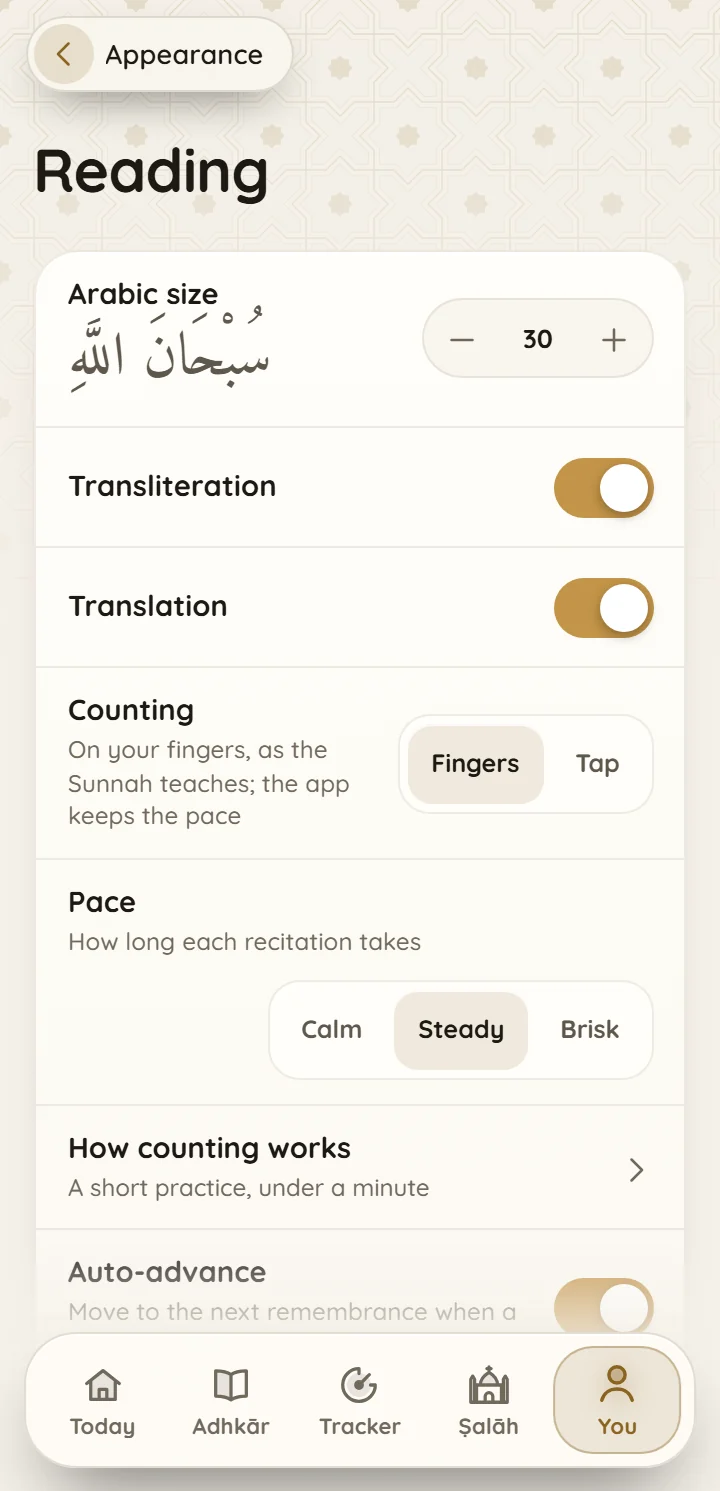 Appearance
Reading
Arabic size
سُبْحَانَ اللَّهِ
30
Transliteration
Translation
Counting
On your fingers, as the
Sunnah teaches; the app
keeps the pace
Fingers
Tap
Pace
How long each recitation takes
Calm
Steady
Brisk
How counting works
A short practice, under a minute
Auto-advance
Move to the next remembrance when a
Today
Adhkār
Tracker
Ṣalāh
You